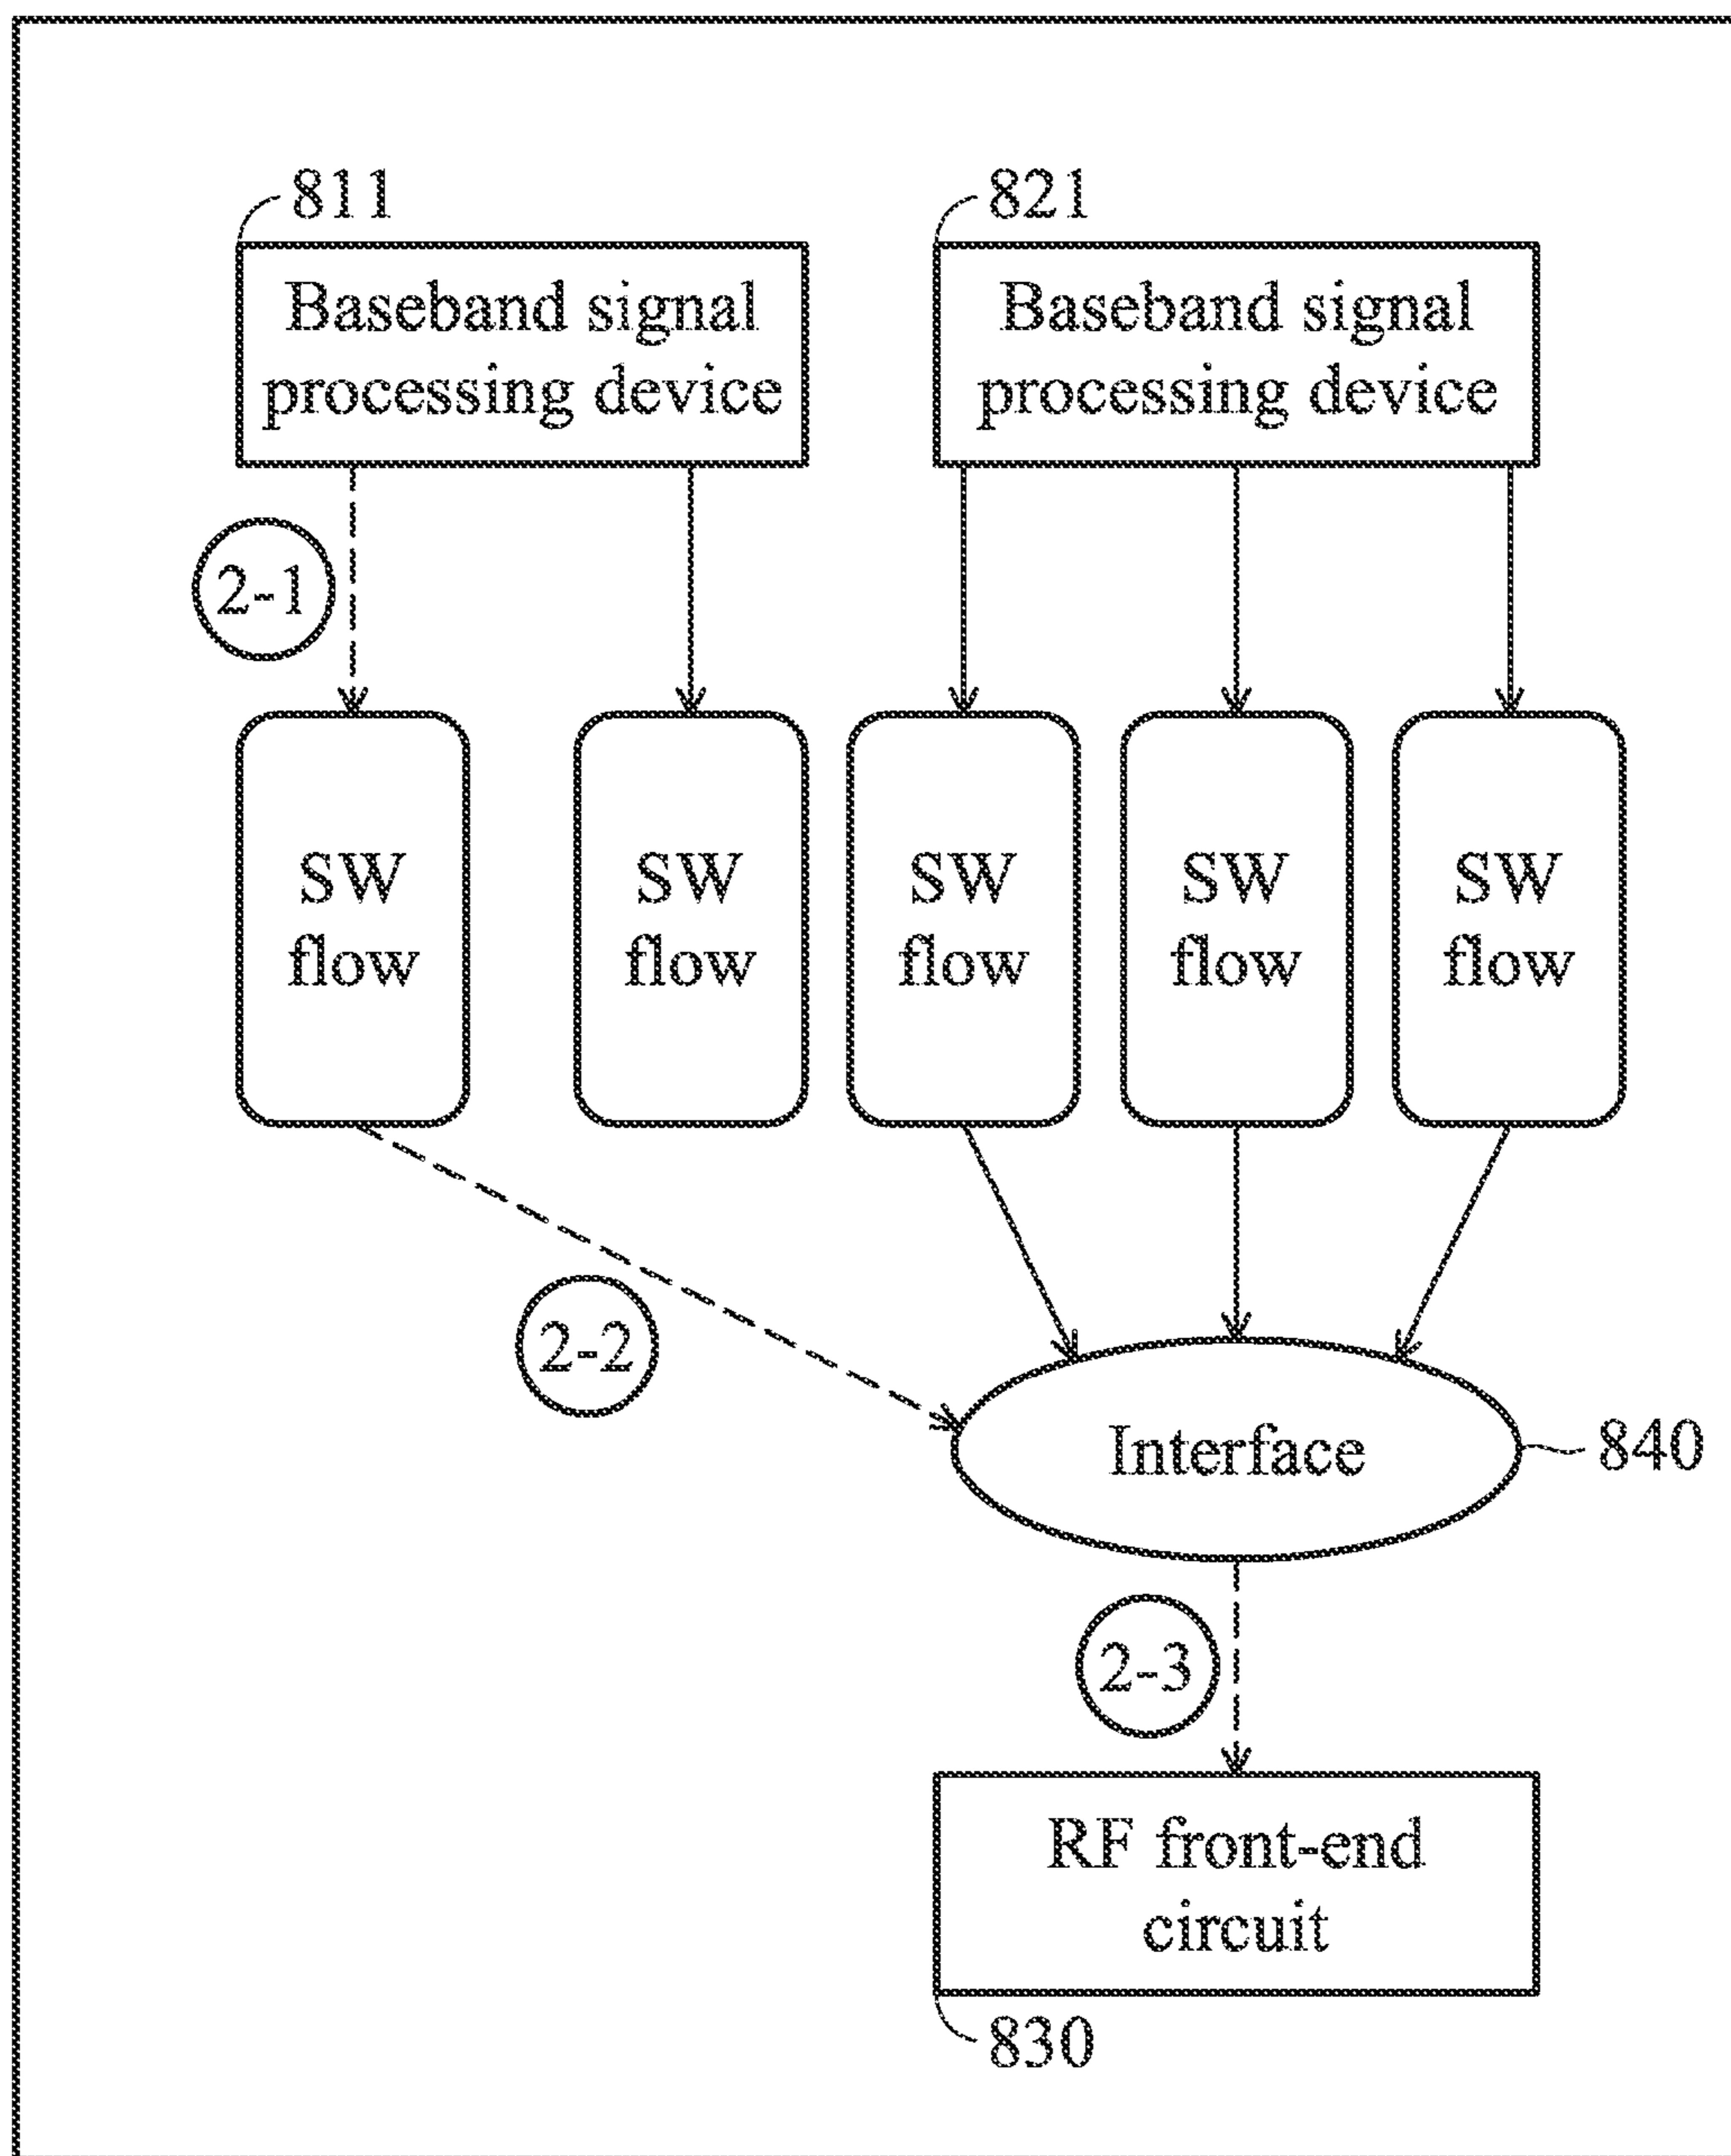 811
821
Baseband signal
processing device
Baseband signal
processing device
2-1
SW
flow
SW
flow
SW
flow
SW
flow
SW
flow
2-2
Interface
840
2-3
RF front-end
circuit
830